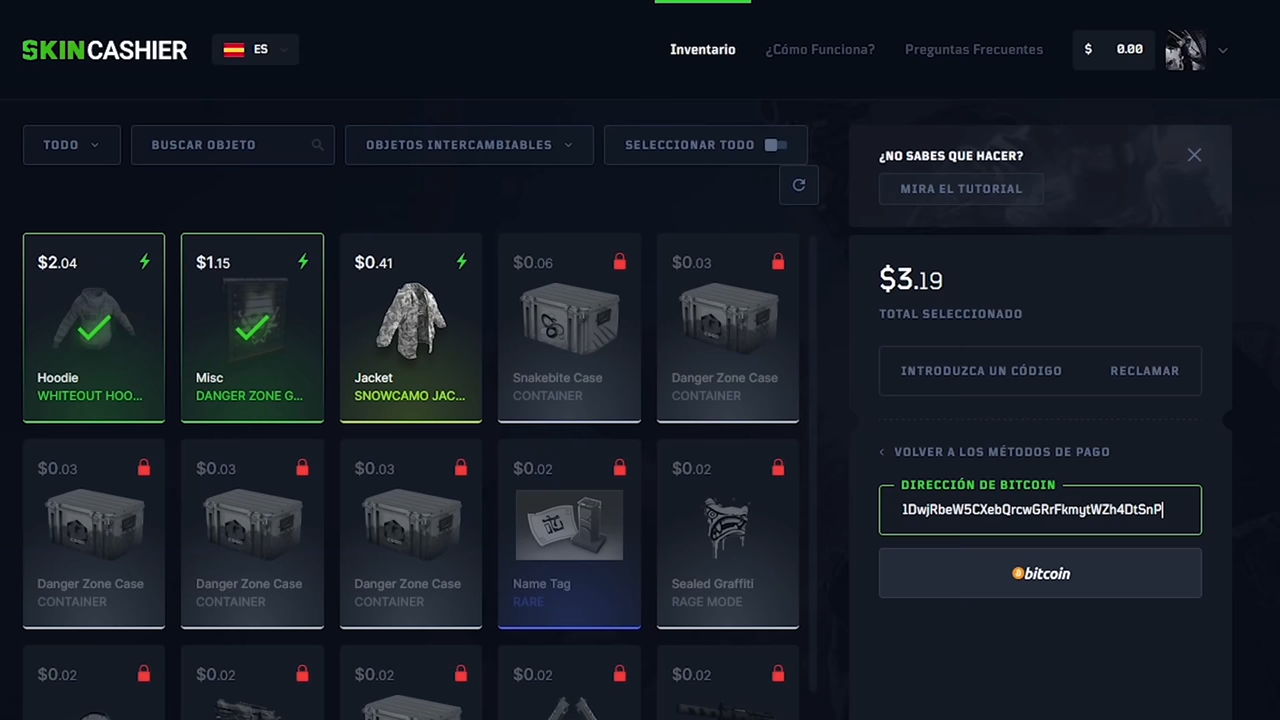 SKINCASHIER
ES
Inventario
¿Cómo Funciona?
Preguntas Frecuentes
$ 0.00
TODO
BUSCAR OBJETO
OBJETOS INTERCAMBIABLES
SELECCIONAR TODO
¿NO SABES QUE HACER?
MIRA EL TUTORIAL
$2.04
Hoodie
WHITEOUT HOO...
$1.15
Misc
DANGER ZONE G...
$0.41
Jacket
SNOWCAMO JAC...
$0.06
Snakebite Case
CONTAINER
$0.03
Danger Zone Case
CONTAINER
$0.03
Danger Zone Case
CONTAINER
$0.03
Danger Zone Case
CONTAINER
$0.03
Danger Zone Case
CONTAINER
$0.02
Name Tag
RARE
$0.02
Sealed Graffiti
RAGE MODE
$0.02
$0.02
$0.02
$0.02
$0.02
$3.19
TOTAL SELECCIONADO
INTRODUZCA UN CÓDIGO
RECLAMAR
VOLVER A LOS MÉTODOS DE PAGO
DIRECCIÓN DE BITCOIN
1DwjRbeW5CXebQrcwGRrFkmytWZh4DtSnP
bitcoin